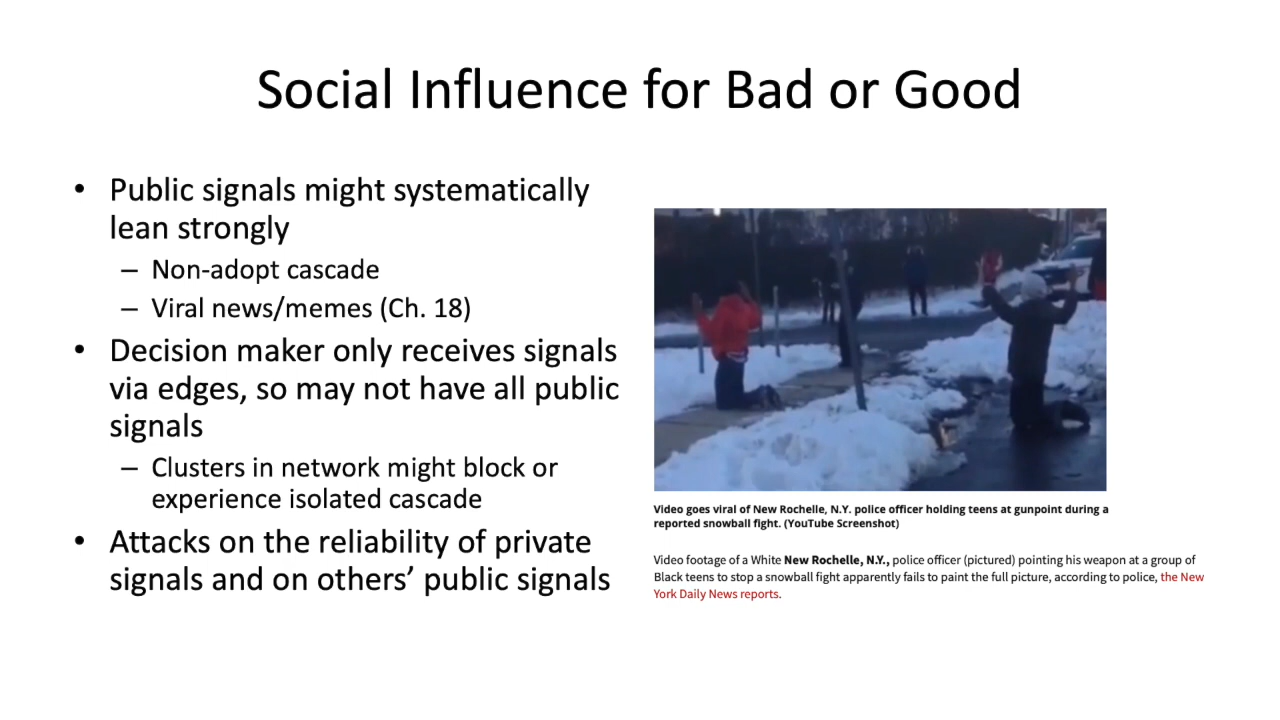 Social Influence for Bad or Good
• Public signals might systematically
lean strongly
– Non-adopt cascade
– Viral news/memes (Ch. 18)
• Decision maker only receives signals
via edges, so may not have all public
signals
– Clusters in network might block or
experience isolated cascade
• Attacks on the reliability of private
signals and on others’ public signals
Video goes viral of New Rochelle, N.Y. police officer holding teens at gunpoint during a
reported snowball fight. (YouTube Screenshot)
Video footage of a White New Rochelle, N.Y., police officer (pictured) pointing his weapon at a group of
Black teens to stop a snowball fight apparently fails to paint the full picture, according to police, the New
York Daily News reports.